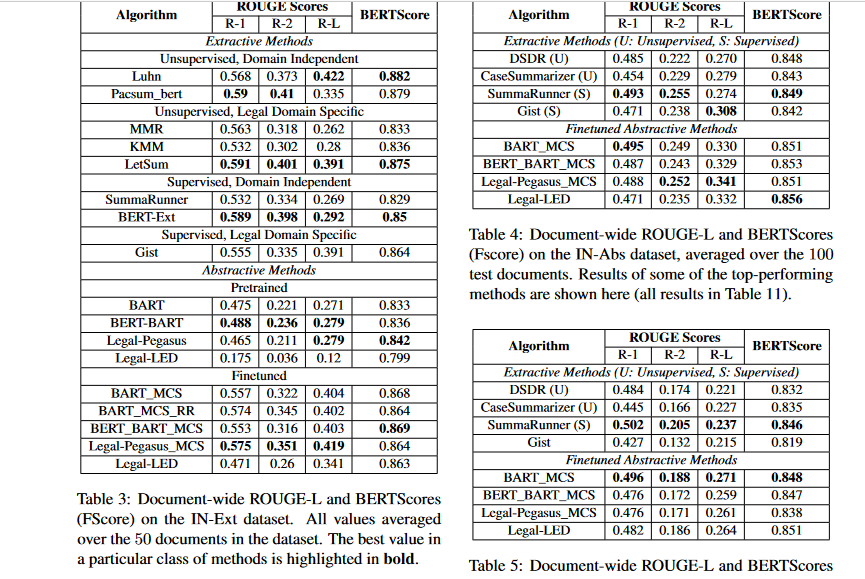 Algorithm ROUGE Scores BERTScore
R-1 R-2 R-L
Extractive Methods
Unsupervised, Domain Independent
Luhn 0.568 0.373 0.422 0.882
Pacsum_bert 0.59 0.41 0.335 0.879
Unsupervised, Legal Domain Specific
MMR 0.563 0.318 0.262 0.833
KMM 0.532 0.302 0.28 0.836
LetSum 0.591 0.401 0.391 0.875
Supervised, Domain Independent
SummaRunner 0.532 0.334 0.269 0.829
BERT-Ext 0.589 0.398 0.292 0.85
Supervised, Legal Domain Specific
Gist 0.555 0.335 0.391 0.864
Abstractive Methods
Pretrained
BART 0.475 0.221 0.271 0.833
BERT-BART 0.488 0.236 0.279 0.836
Legal-Pegasus 0.465 0.211 0.279 0.842
Legal-LED 0.175 0.036 0.12 0.799
Finetuned
BART_MCS 0.557 0.322 0.404 0.868
BART_MCS_RR 0.574 0.345 0.402 0.864
BERT_BART_MCS 0.553 0.316 0.403 0.869
Legal-Pegasus_MCS 0.575 0.351 0.419 0.864
Legal-LED 0.471 0.26 0.341 0.863
Table 3: Document-wide ROUGE-L and BERTScores
(FScore) on the IN-Ext dataset. All values averaged
over the 50 documents in the dataset. The best value in
a particular class of methods is highlighted in bold.
Algorithm ROUGE Scores BERTScore
R-1 R-2 R-L
Extractive Methods (U: Unsupervised, S: Supervised)
DSDR (U) 0.485 0.222 0.270 0.848
CaseSummarizer (U) 0.454 0.229 0.279 0.843
SummaRunner (S) 0.493 0.255 0.274 0.849
Gist (S) 0.471 0.238 0.308 0.842
Finetuned Abstractive Methods
BART_MCS 0.495 0.249 0.330 0.851
BERT_BART_MCS 0.487 0.243 0.329 0.853
Legal-Pegasus_MCS 0.488 0.252 0.341 0.851
Legal-LED 0.471 0.235 0.332 0.856
Table 4: Document-wide ROUGE-L and BERTScores
(Fscore) on the IN-Abs dataset, averaged over the 100
test documents. Results of some of the top-performing
methods are shown here (all results in Table 11).
Algorithm ROUGE Scores BERTScore
R-1 R-2 R-L
Extractive Methods (U: Unsupervised, S: Supervised)
DSDR (U) 0.484 0.174 0.221 0.832
CaseSummarizer (U) 0.445 0.166 0.227 0.835
SummaRunner (S) 0.502 0.205 0.237 0.846
Gist 0.427 0.132 0.215 0.819
Finetuned Abstractive Methods
BART_MCS 0.496 0.188 0.271 0.848
BERT_BART_MCS 0.476 0.172 0.259 0.847
Legal-Pegasus_MCS 0.476 0.171 0.261 0.838
Legal-LED 0.482 0.186 0.264 0.851
Table 5: Document-wide ROUGE-L and BERTScores